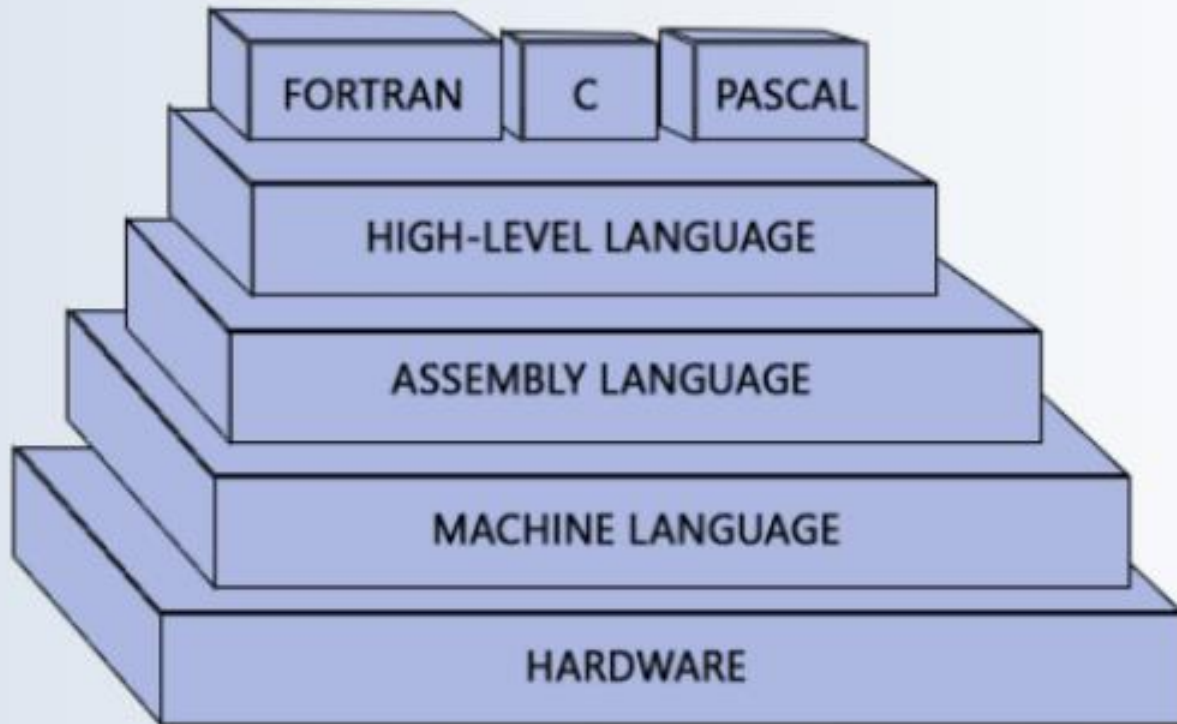 FORTRAN C PASCAL
HIGH-LEVEL LANGUAGE
ASSEMBLY LANGUAGE
MACHINE LANGUAGE
HARDWARE